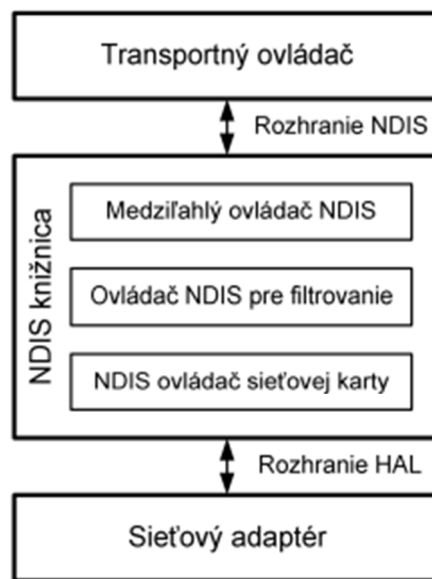 Transportný ovládač
Rozhranie NDIS
NDIS knižnica
Medziľahlý ovládač NDIS
Ovládač NDIS pre filtrovanie
NDIS ovládač sieťovej karty
Rozhranie HAL
Sieťový adaptér